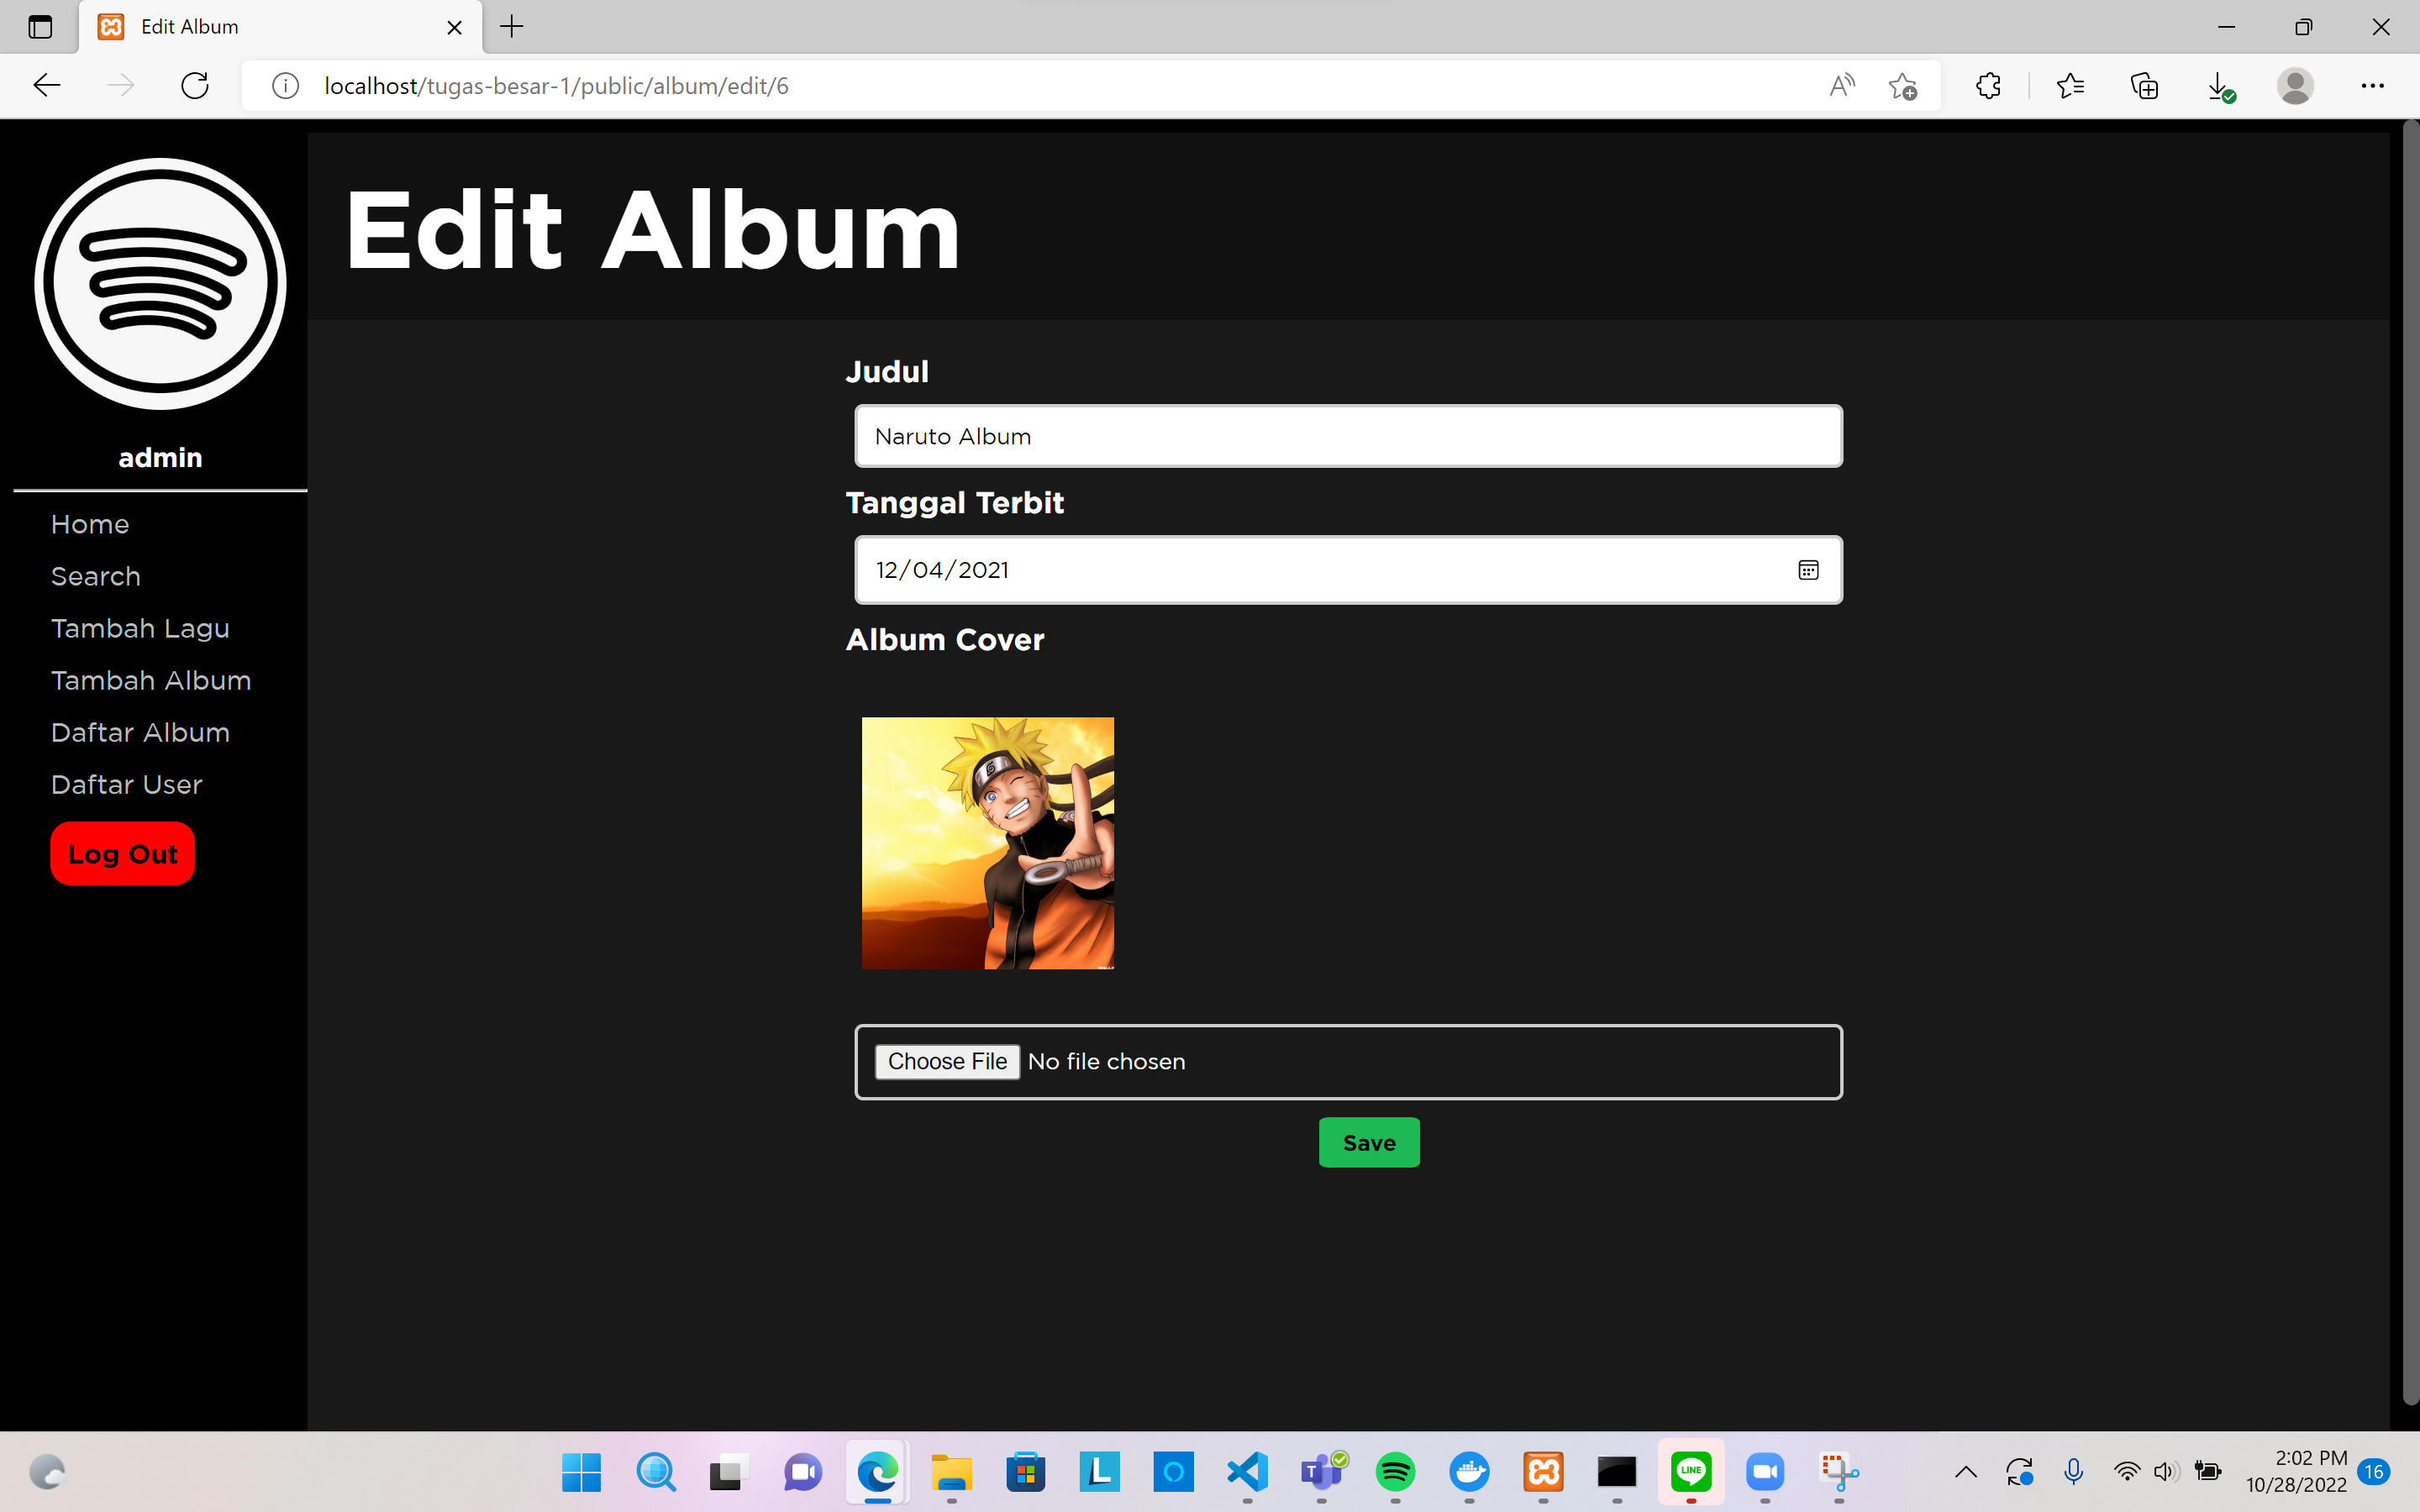 Edit Album
localhost/tugas-besar-1/public/album/edit/6
Edit Album
admin
Home
Search
Tambah Lagu
Tambah Album
Daftar Album
Daftar User
Log Out
Judul
Naruto Album
Tanggal Terbit
12/04/2021
Album Cover
Choose File No file chosen
Save
L
T
LINE
2:02 PM
10/28/2022
16